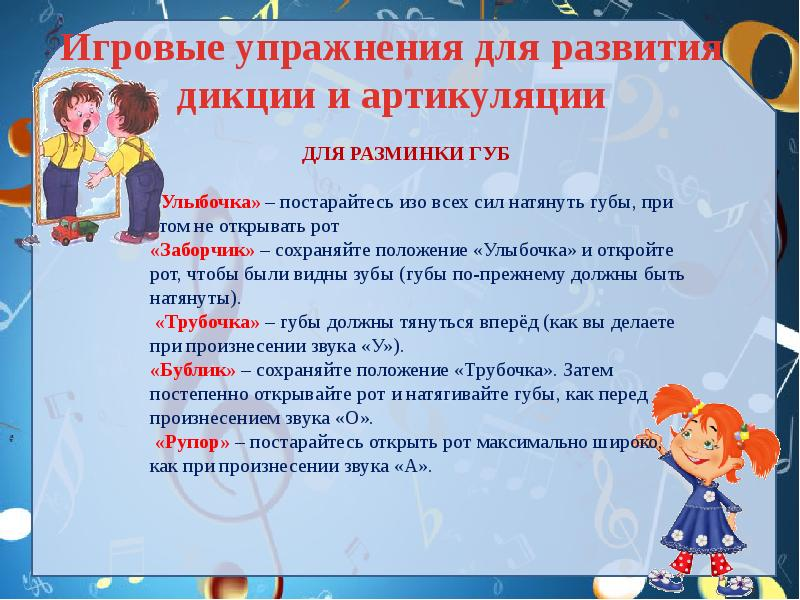 Игровые упражнения для развития
дикции и артикуляции
ДЛЯ РАЗМИНКИ ГУБ
Улыбочка» – постарайтесь изо всех сил натянуть губы, при
этом не открывать рот
«Заборчик» – сохраняйте положение «Улыбочка» и откройте
рот, чтобы были видны зубы (губы по-прежнему должны быть
натянуты).
«Трубочка» – губы должны тянуться вперёд (как вы делаете
при произнесении звука «У»).
«Бублик» – сохраняйте положение «Трубочка». Затем
постепенно открывайте рот и натягивайте губы, как перед
произнесением звука «О».
«Рупор» – постарайтесь открыть рот максимально широко,
как при произнесении звука «А».